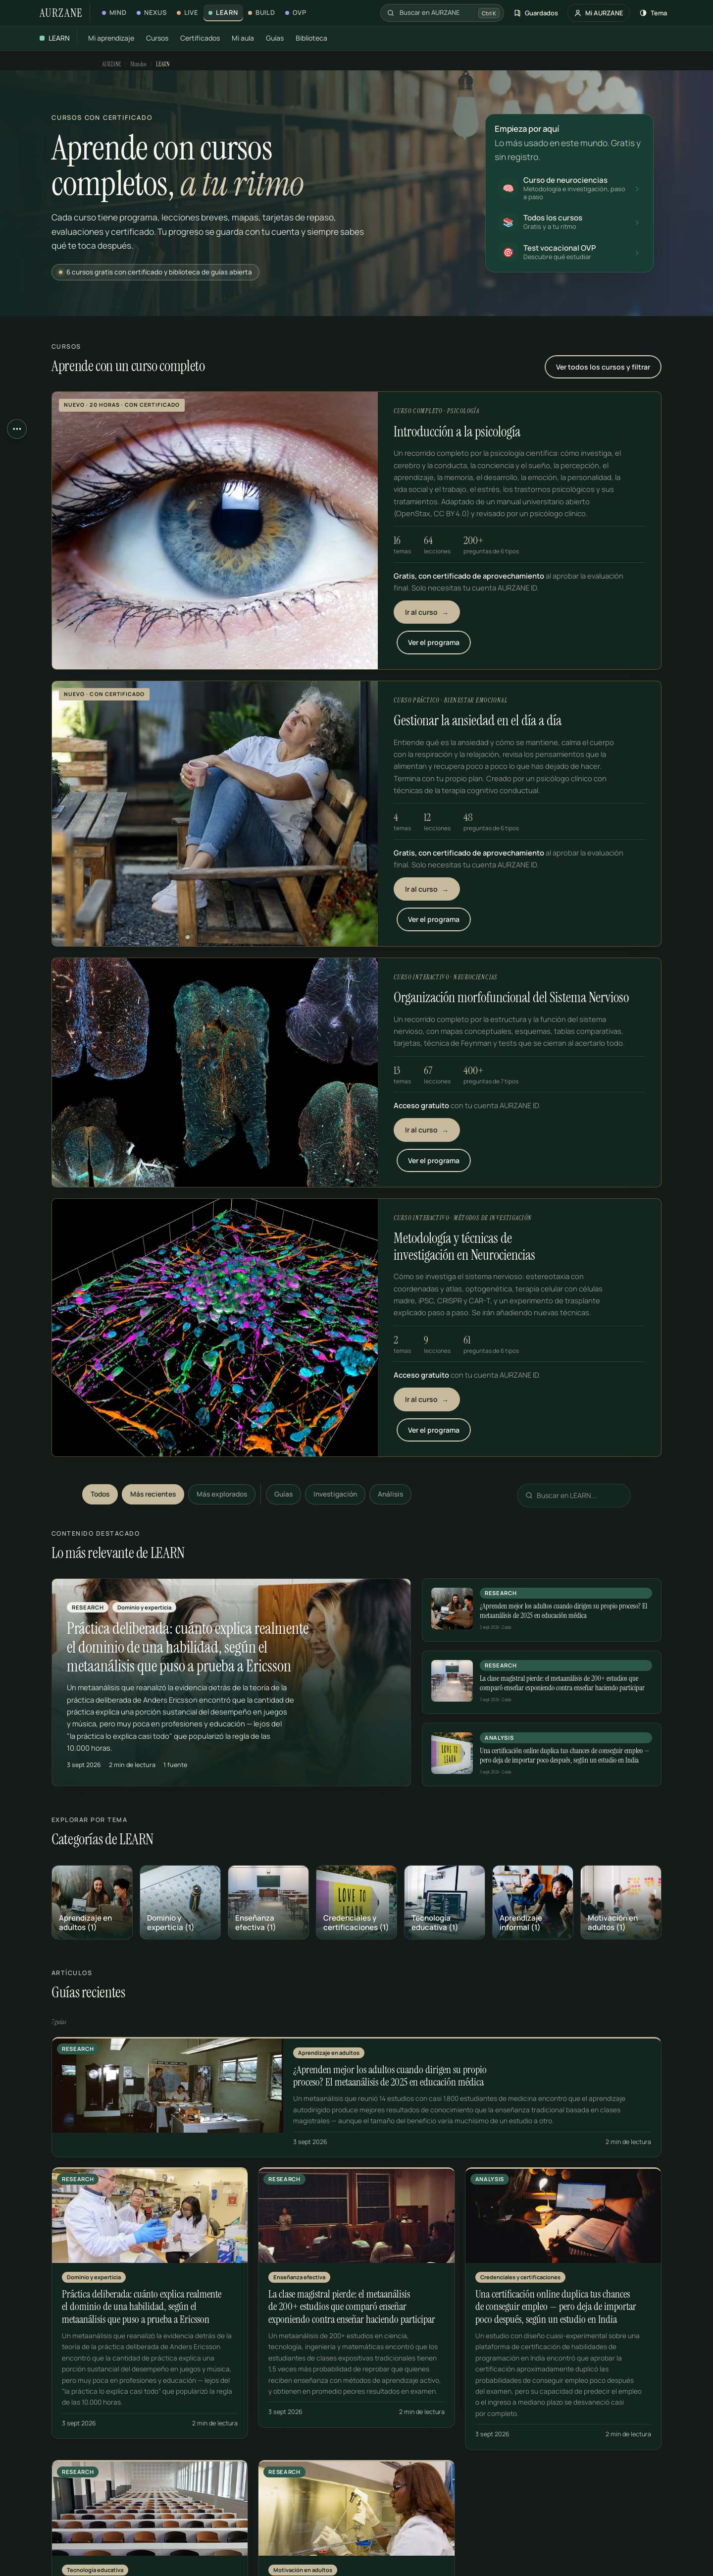 AURZANE
MIND
NEXUS
LIVE
LEARN
BUILD
OVP
Buscar en AURZANE
Ctrl K
Guardados
Mi AURZANE
Tema
LEARN
Mi aprendizaje
Cursos
Certificados
Mi aula
Guías
Biblioteca
AURZANE
Mundos
LEARN
CURSOS CON CERTIFICADO
Aprende con cursos
completos, a tu ritmo
Cada curso tiene programa, lecciones breves, mapas, tarjetas de repaso,
evaluaciones y certificado. Tu progreso se guarda con tu cuenta y siempre sabes
qué te toca después.
6 cursos gratis con certificado y biblioteca de guías abierta
Empieza por aquí
Lo más usado en este mundo. Gratis y
sin registro.
Curso de neurociencias
Metodología e investigación, paso
a paso
Todos los cursos
Gratis y a tu ritmo
Test vocacional OVP
Descubre qué estudiar
CURSOS
Aprende con un curso completo
Ver todos los cursos y filtrar
NUEVO · 20 HORAS · CON CERTIFICADO
CURSO COMPLETO · PSICOLOGÍA
Introducción a la psicología
Un recorrido completo por la psicología científica: cómo investiga, el
cerebro y la conducta, la conciencia y el sueño, la percepción, el
aprendizaje, la memoria, el desarrollo, la emoción, la personalidad, la
vida social y el trabajo, el estrés, los trastornos psicológicos y sus
tratamientos. Adaptado de un manual universitario abierto
(OpenStax, CC BY 4.0) y revisado por un psicólogo clínico.
16 64 200+
temas lecciones preguntas de 6 tipos
Gratis, con certificado de aprovechamiento al aprobar la evaluación
final. Solo necesitas tu cuenta AURZANE ID.
Ir al curso →
Ver el programa
NUEVO · CON CERTIFICADO
CURSO PRÁCTICO · BIENESTAR EMOCIONAL
Gestionar la ansiedad en el día a día
Entiende qué es la ansiedad y cómo se mantiene, calma el cuerpo
con la respiración y la relajación, revisa los pensamientos que la
alimentan y recupera poco a poco lo que has dejado de hacer.
Termina con tu propio plan. Creado por un psicólogo clínico con
técnicas de la terapia cognitivo conductual.
4 12 48
temas lecciones preguntas de 6 tipos
Gratis, con certificado de aprovechamiento al aprobar la evaluación
final. Solo necesitas tu cuenta AURZANE ID.
Ir al curso →
Ver el programa
CURSO INTERACTIVO · NEUROCIENCIAS
Organización morfofuncional del Sistema Nervioso
Un recorrido completo por la estructura y la función del sistema
nervioso, con mapas conceptuales, esquemas, tablas comparativas,
tarjetas, técnica de Feynman y tests que se cierran al acertarlo todo.
13 67 400+
temas lecciones preguntas de 7 tipos
Acceso gratuito con tu cuenta AURZANE ID.
Ir al curso →
Ver el programa
CURSO INTERACTIVO · MÉTODOS DE INVESTIGACIÓN
Metodología y técnicas de
investigación en Neurociencias
Cómo se investiga el sistema nervioso: estereotaxia con
coordenadas y atlas, optogenética, terapia celular con células
madre, iPSC, CRISPR y CAR-T, y un experimento de trasplante
explicado paso a paso. Se irán añadiendo nuevas técnicas.
2 9 61
temas lecciones preguntas de 6 tipos
Acceso gratuito con tu cuenta AURZANE ID.
Ir al curso →
Ver el programa
Todos
Más recientes
Más explorados
Guías
Investigación
Análisis
Buscar en LEARN...
CONTENIDO DESTACADO
Lo más relevante de LEARN
RESEARCH
Dominio y experticia
Práctica deliberada: cuánto explica realmente
el dominio de una habilidad, según el
metaanálisis que puso a prueba a Ericsson
Un metaanálisis que reanalizó la evidencia detrás de la teoría de la
práctica deliberada de Anders Ericsson encontró que la cantidad de
práctica explica una porción sustancial del desempeño en juegos
y música, pero muy poca en profesiones y educación — lejos del
"la práctica lo explica casi todo" que popularizó la regla de las
10.000 horas.
3 sept 2026 2 min de lectura 1 fuente
RESEARCH
¿Aprenden mejor los adultos cuando dirigen su propio proceso? El
metaanálisis de 2025 en educación médica
RESEARCH
La clase magistral pierde: el metaanálisis de 200+ estudios que
comparó enseñar exponiendo contra enseñar haciendo participar
ANALYSIS
Una certificación online duplica tus chances de conseguir empleo —
pero deja de importar poco después, según un estudio en India
EXPLORAR POR TEMA
Categorías de LEARN
Aprendizaje en
adultos (1)
Dominio y
experticia (1)
Enseñanza
efectiva (1)
LOVE TO
LEARN
Credenciales y
certificaciones (1)
Tecnología
educativa (1)
Aprendizaje
informal (1)
Motivación en
adultos (1)
ARTÍCULOS
Guías recientes
7 guías
RESEARCH
Aprendizaje en adultos
¿Aprenden mejor los adultos cuando dirigen su propio
proceso? El metaanálisis de 2025 en educación médica
Un metaanálisis que reunió 14 estudios con casi 1.800 estudiantes de medicina encontró que el aprendizaje
autodirigido produce mejores resultados de conocimiento que la enseñanza tradicional basada en clases
magistrales — aunque el tamaño del beneficio varía muchísimo de un estudio a otro.
3 sept 2026 2 min de lectura
RESEARCH
Dominio y experticia
Práctica deliberada: cuánto explica realmente
el dominio de una habilidad, según el
metaanálisis que puso a prueba a Ericsson
Un metaanálisis que reanalizó la evidencia detrás de la
teoría de la práctica deliberada de Anders Ericsson
encontró que la cantidad de práctica explica una
porción sustancial del desempeño en juegos y música,
pero muy poca en profesiones y educación — lejos del
"la práctica lo explica casi todo" que popularizó la regla
de las 10.000 horas.
3 sept 2026 2 min de lectura
RESEARCH
Enseñanza efectiva
La clase magistral pierde: el metaanálisis
de 200+ estudios que comparó enseñar
exponiendo contra enseñar haciendo participar
Un metaanálisis de 200+ estudios en ciencia,
tecnología, ingeniería y matemáticas encontró que los
estudiantes de clases expositivas tradicionales tienen
1,5 veces más probabilidad de reprobar que quienes
reciben enseñanza con métodos de aprendizaje activo,
y obtienen en promedio peores resultados en examen.
3 sept 2026 2 min de lectura
ANALYSIS
Credenciales y certificaciones
Una certificación online duplica tus chances
de conseguir empleo — pero deja de importar
poco después, según un estudio en India
Un estudio con diseño cuasi-experimental sobre una
plataforma de certificación de habilidades de
programación en India encontró que aprobar la
certificación aproximadamente duplicó las
probabilidades de conseguir empleo poco después
del examen, pero su capacidad de predecir el empleo
o el ingreso a mediano plazo se desvaneció casi
por completo.
3 sept 2026 2 min de lectura
RESEARCH
Tecnología educativa
RESEARCH
Motivación en adultos